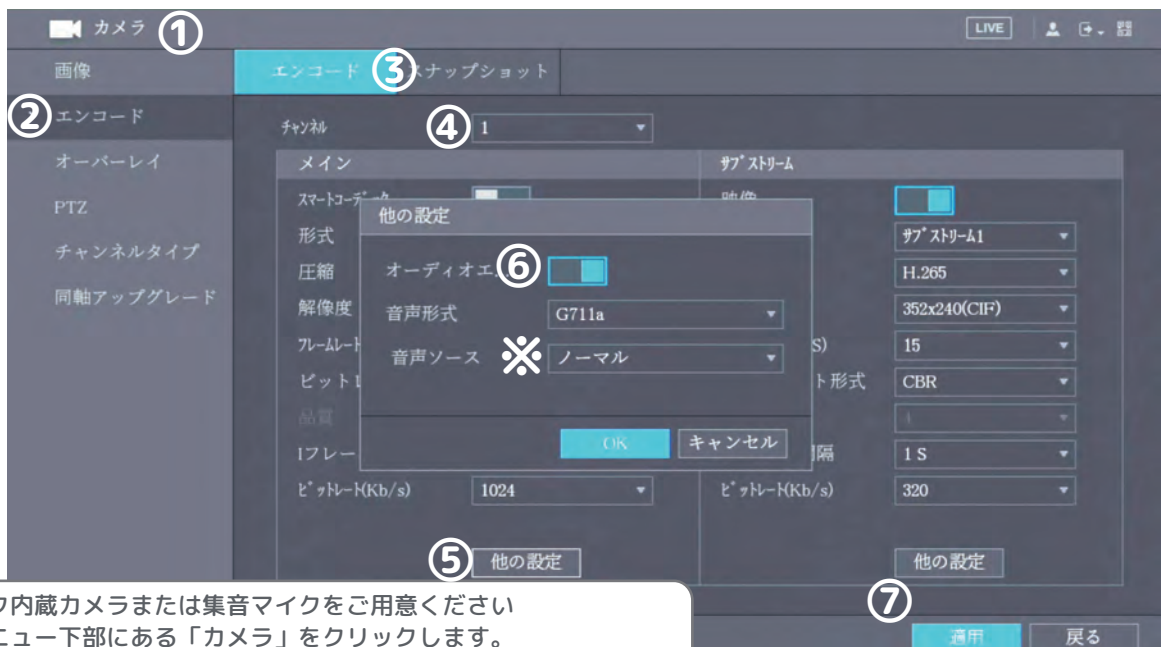 カメラ ① LIVE
画像 エンコード ③ スナップショット
② エンコード
チャンネル ④ 1
オーバーレイ メイン サブストリーム
スマートコーデック 映像
PTZ 他の設定
形式 サブストリーム1
チャンネルタイプ オーディオエ ⑥
圧縮 H.265
同軸アップグレード
解像度 音声形式 G711a 352x240(CIF)
フレームレート 音声ソース ※ ノーマル S) 15
ビット ト形式 CBR
品質 4
Iフレー OK キャンセル 隔 1 S
ビットレート(Kb/s) 1024 ビットレート(Kb/s) 320
⑤ 他の設定 他の設定
内蔵カメラまたは集音マイクをご用意ください ⑦
ニュー下部にある「カメラ」をクリックします。
適用 戻る